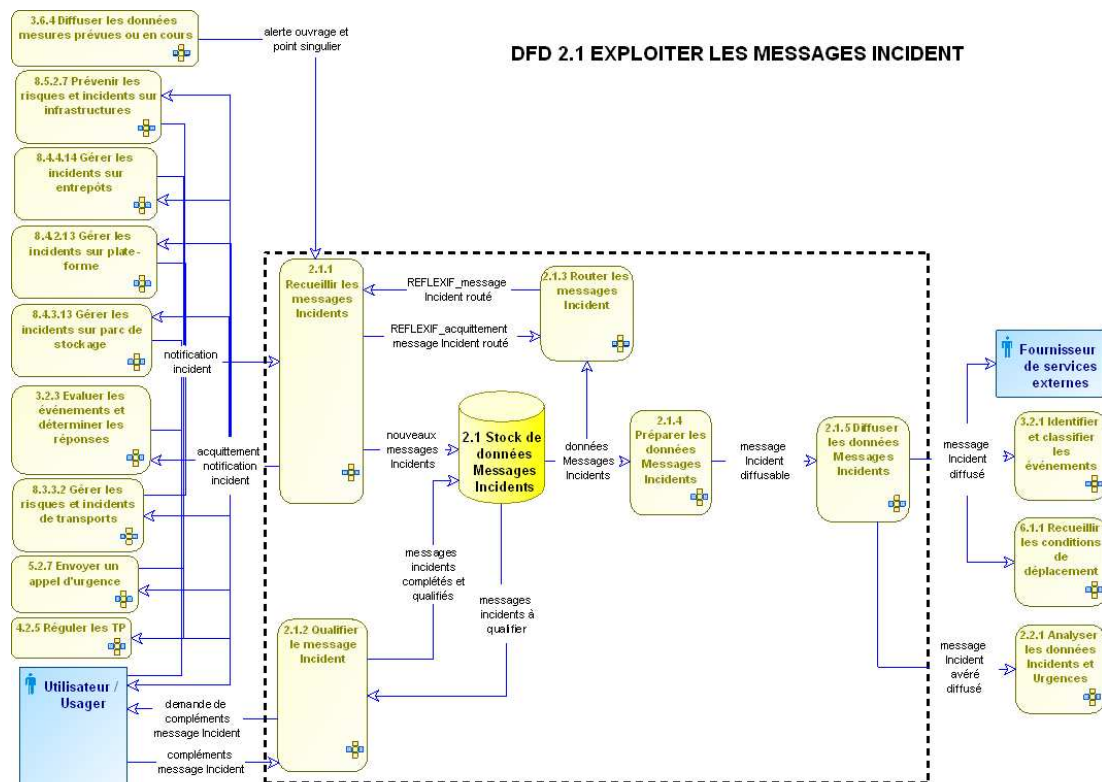 DFD 2.1 EXPLOITER LES MESSAGES INCIDENT
3.6.4 Diffuser les données
mesures prévues ou en cours
alerte ouvrage et
point singulier
8.5.2.7 Prévenir les
risques et incidents sur
infrastructures
8.4.4.14 Gérer les
incidents sur
entrepôts
8.4.2.13 Gérer les
incidents sur plate-
forme
8.4.3.13 Gérer les
incidents sur parc de
stockage
3.2.3 Evaluer les
événements et
déterminer les
réponses
8.3.3.2 Gérer les
risques et incidents
de transports
5.2.7 Envoyer un
appel d'urgence
4.2.5 Réguler les TP
Utilisateur /
Usager
notification
incident
acquittement
notification
incident
demande de
compléments
message Incident
compléments
message Incident
2.1.1
Recueillir les
messages
Incidents
REFLEXIF_message
Incident routé
REFLEXIF_acquittement
message Incident routé
2.1.3 Router les
messages
Incident
nouveaux
messages
Incidents
2.1 Stock de
données
Messages
Incidents
données
Messages
Incidents
2.1.4
Préparer les
données
Messages
Incidents
message
Incident
diffusable
2.1.5 Diffuser
les données
Messages
Incidents
messages
incidents
complétés et
qualifiés
messages
incidents à
qualifier
2.1.2 Qualifier
le message
Incident
message
Incident
diffusé
message
Incident
avéré
diffusé
Fournisseur
de services
externes
3.2.1 Identifier
et classifier
les
événements
6.1.1 Recueillir
les conditions
de
déplacement
2.2.1 Analyser
les données
Incidents et
Urgences